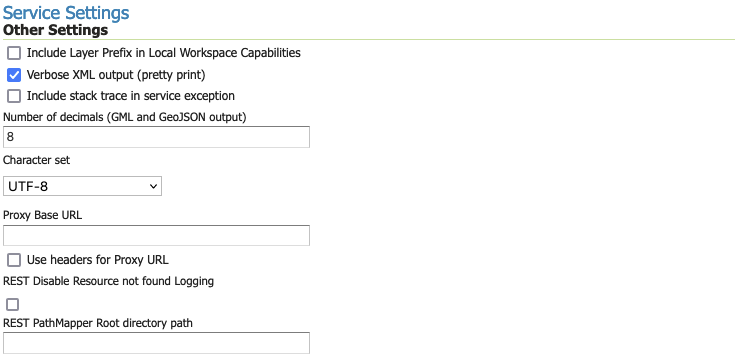 Service Settings
Other Settings
Include Layer Prefix in Local Workspace Capabilities
Verbose XML output (pretty print)
Include stack trace in service exception
Number of decimals (GML and GeoJSON output)
8
Character set
UTF-8
Proxy Base URL
Use headers for Proxy URL
REST Disable Resource not found Logging
REST PathMapper Root directory path